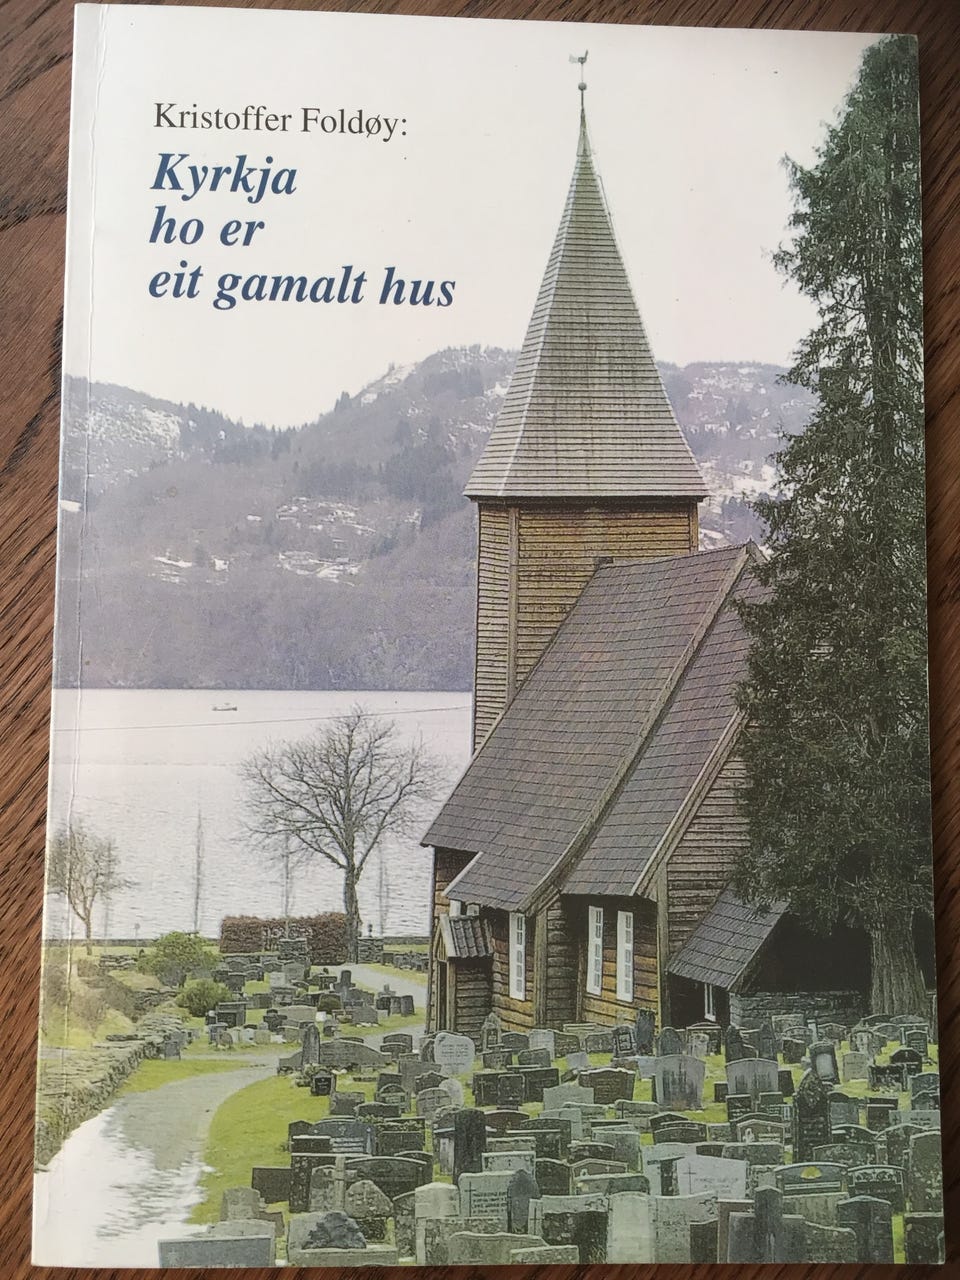 Kristoffer Foldøy:
Kyrkja
ho er
eit gamalt hus